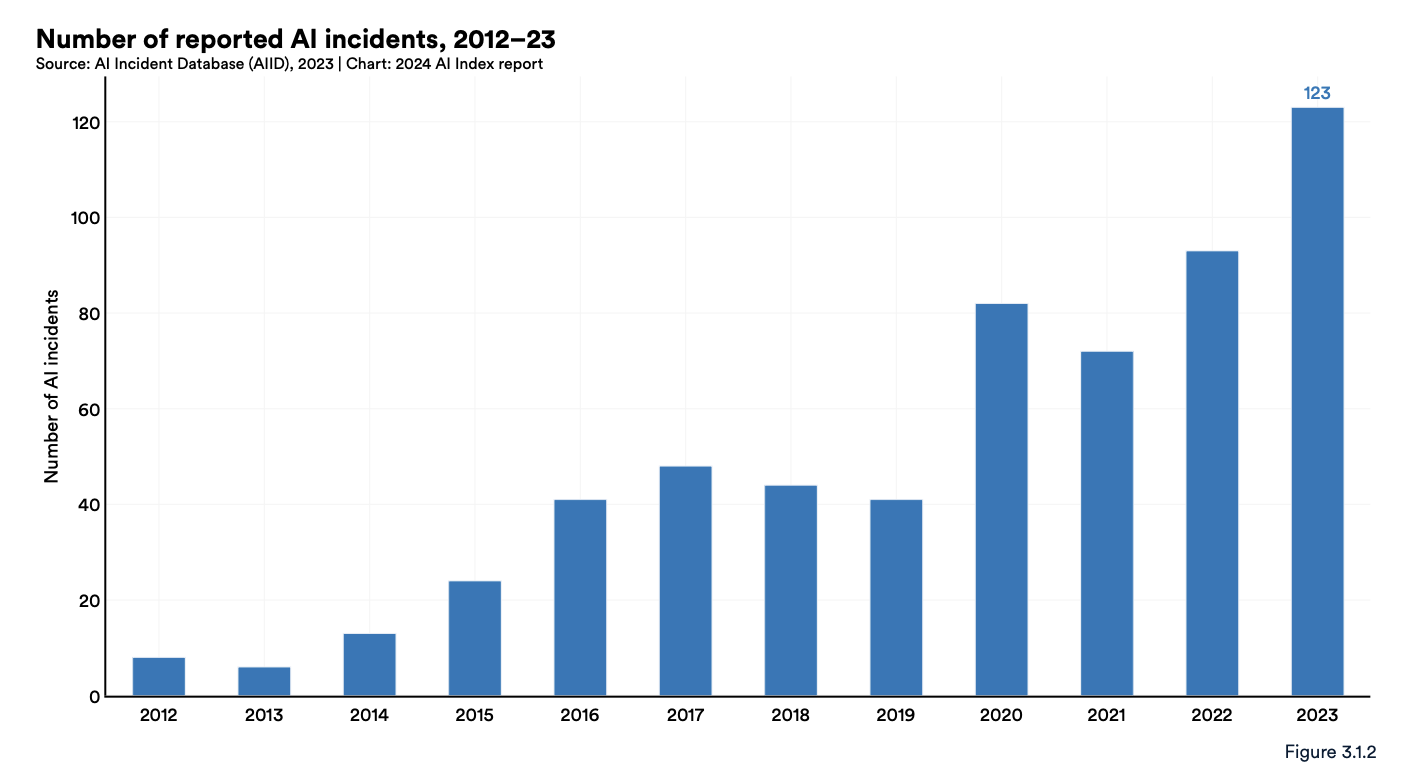 Number of reported AI incidents, 2012–23
Source: AI Incident Database (AIID), 2023 | Chart: 2024 AI Index report
123
120
100
80
60
40
20
0
Number of AI incidents
2012 2013 2014 2015 2016 2017 2018 2019 2020 2021 2022 2023
Figure 3.1.2